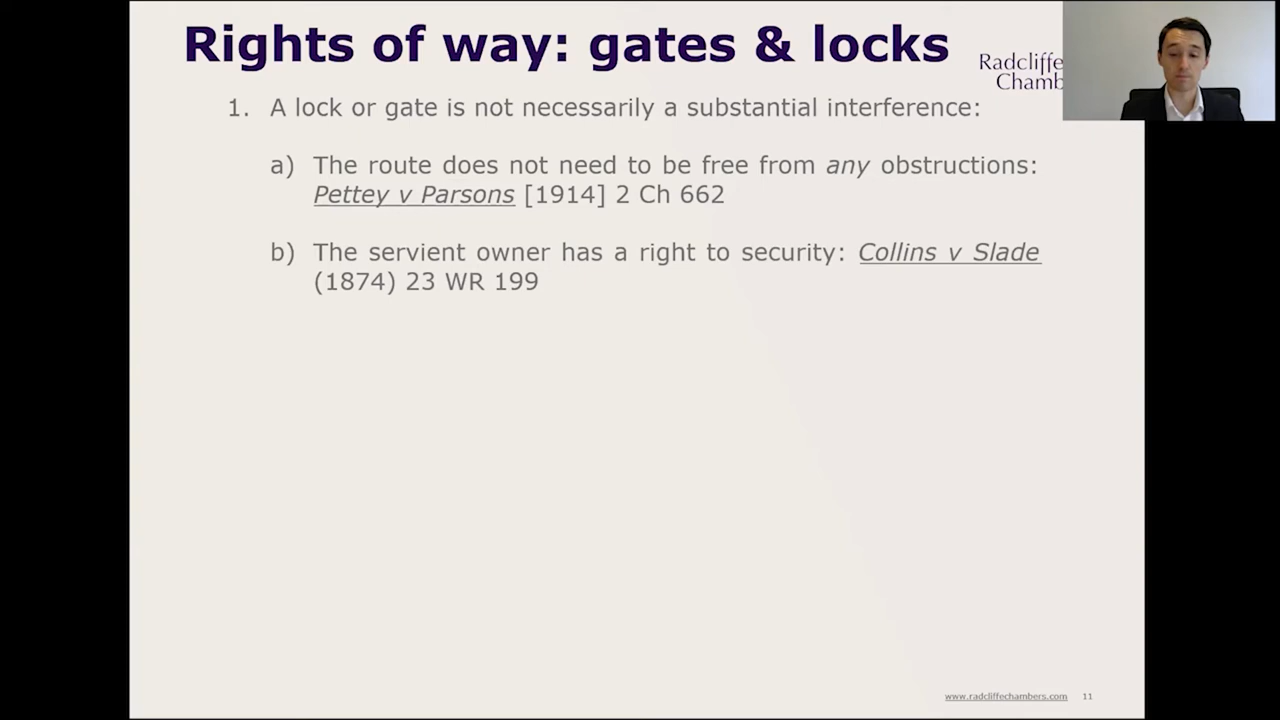 Rights of way: gates & locks
Radcliffe
Chamb
1. A lock or gate is not necessarily a substantial interference:
a) The route does not need to be free from any obstructions:
Pettey v Parsons [1914] 2 Ch 662
b) The servient owner has a right to security: Collins v Slade
(1874) 23 WR 199
www.radcliffechambers.com 11